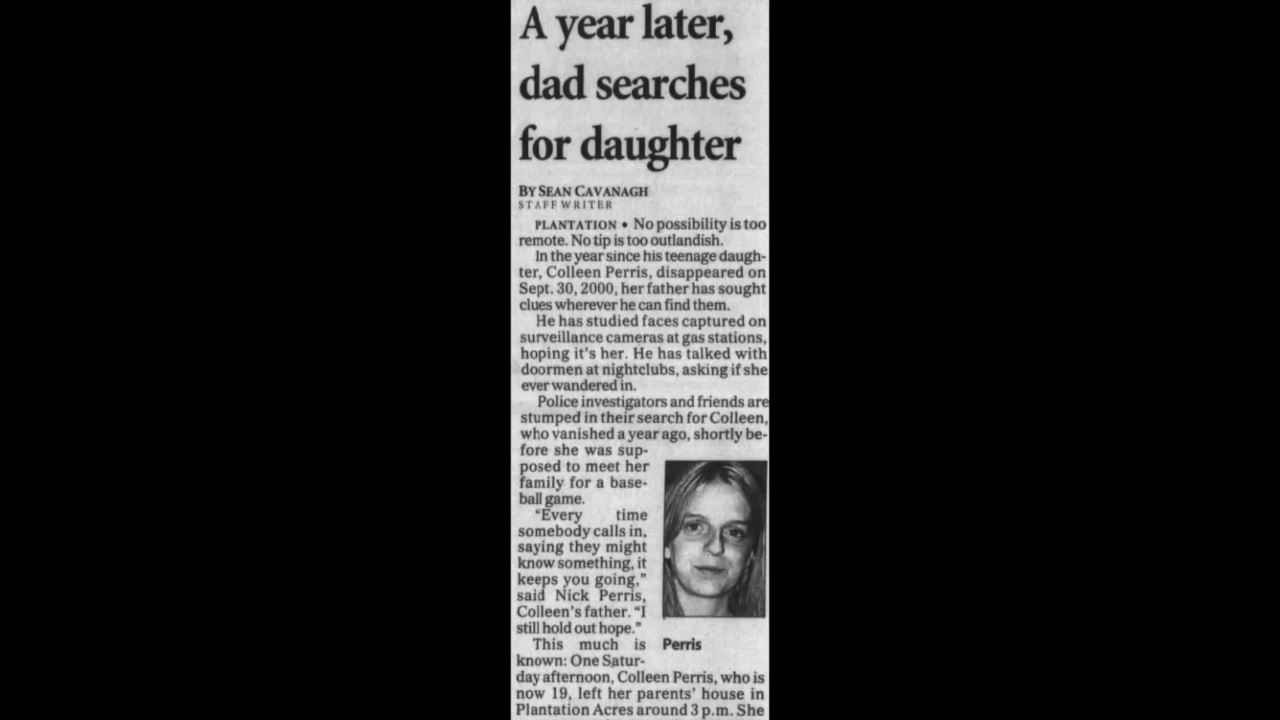 A year later,
dad searches
for daughter
BY SEAN CAVANAGH
STAFF WRITER
PLANTATION • No possibility is too
remote. No tip is too outlandish.
In the year since his teenage daugh-
ter, Colleen Perris, disappeared on
Sept. 30, 2000, her father has sought
clues wherever he can find them.
He has studied faces captured on
surveillance cameras at gas stations,
hoping it's her. He has talked with
doormen at nightclubs, asking if she
ever wandered in.
Police investigators and friends are
stumped in their search for Colleen,
who vanished a year ago, shortly be-
fore she was sup-
posed to meet her
family for a base-
ball game.
"Every time
somebody calls in,
saying they might
know something, it
keeps you going,"
said Nick Perris,
Colleen's father. "I
still hold out hope."
This much is
known: One Satur-
day afternoon, Colleen Perris, who is
now 19, left her parents' house in
Plantation Acres around 3 p.m. She
Perris